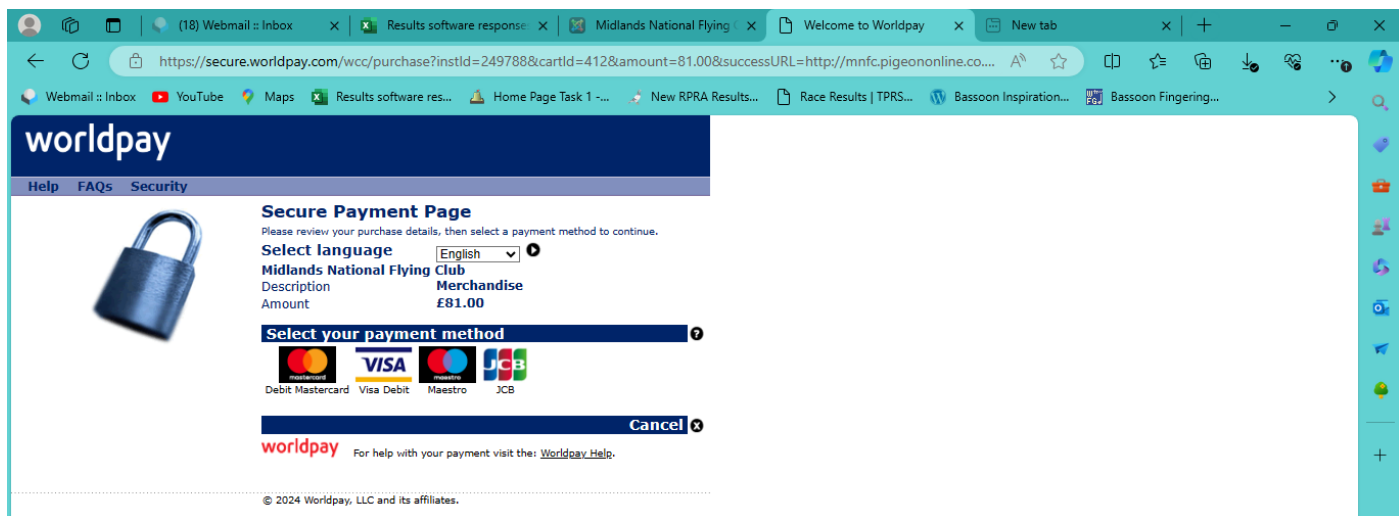 (18) Webmail :: Inbox
Results software response
Midlands National Flying C
Welcome to Worldpay
New tab
https://secure.worldpay.com/wcc/purchase?instId=249788&cartId=412&amount=81.00&successURL=http://mnfc.pigeononline.co....
Webmail :: Inbox
YouTube
Maps
Results software res...
Home Page Task 1 -...
New RPRA Results...
Race Results | TPRS...
Bassoon Inspiration...
Bassoon Fingering...
worldpay
Help FAQs Security
Secure Payment Page
Please review your purchase details, then select a payment method to continue.
Select language English
Midlands National Flying Club
Description Merchandise
Amount £81.00
Select your payment method
mastercard VISA maestro JCB
Debit Mastercard Visa Debit Maestro JCB
Cancel
worldpay For help with your payment visit the: Worldpay Help.
© 2024 Worldpay, LLC and its affiliates.